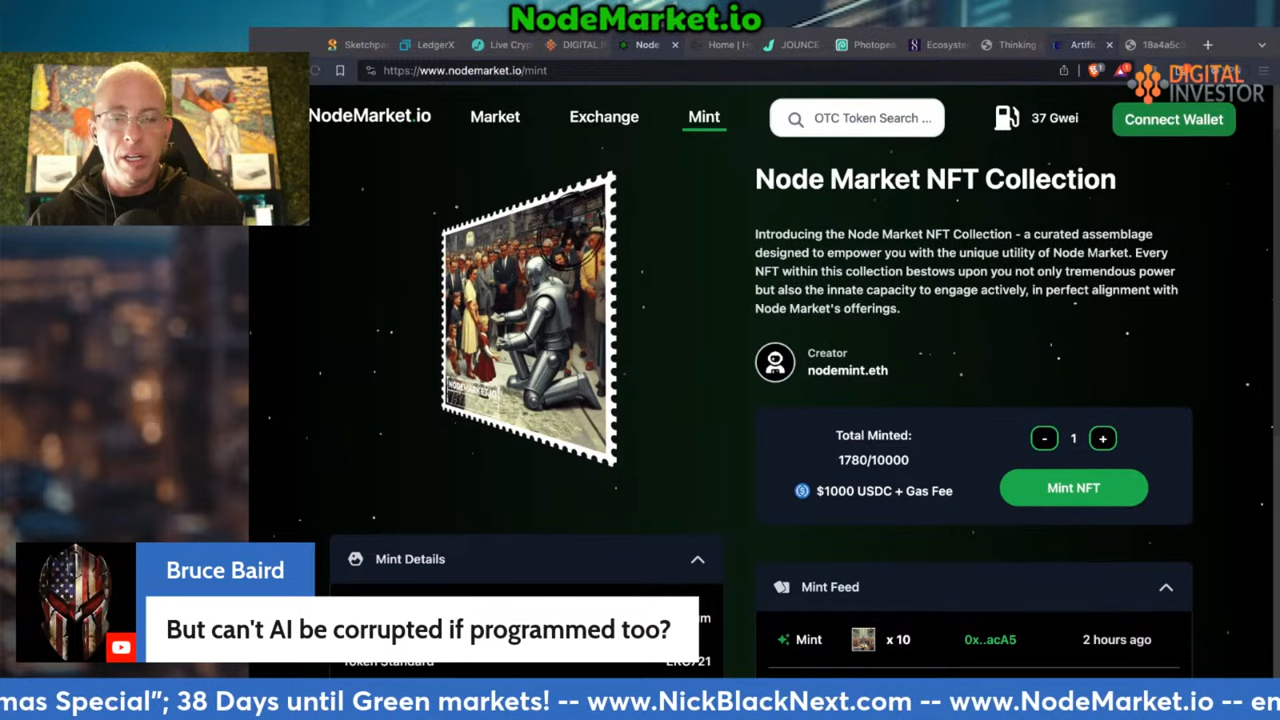 NodeMarket.io
Sketchpa
LedgerX
Live Cryp
DIGITAL I
Node
Home | H
JOUNCE
Photopea
Ecosyste
Thinking
Artific
18a4a5c3
https://www.nodemarket.io/mint
DIGITAL
INVESTOR
NodeMarket.io
Market
Exchange
Mint
OTC Token Search ...
37 Gwei
Connect Wallet
Node Market NFT Collection
Introducing the Node Market NFT Collection - a curated assemblage
designed to empower you with the unique utility of Node Market. Every
NFT within this collection bestows upon you not only tremendous power
but also the innate capacity to engage actively, in perfect alignment with
Node Market's offerings.
Creator
nodemint.eth
NODEMARKET.IO
Total Minted:
1780/10000
- 1 +
$1000 USDC + Gas Fee
Mint NFT
Mint Details
Mint Feed
Mint
x 10
0x..acA5
2 hours ago
Bruce Baird
But can't AI be corrupted if programmed too?
Token Standard
ERC721
mas Special”; 38 Days until Green markets! -- www.NickBlackNext.com -- www.NodeMarket.io -- en